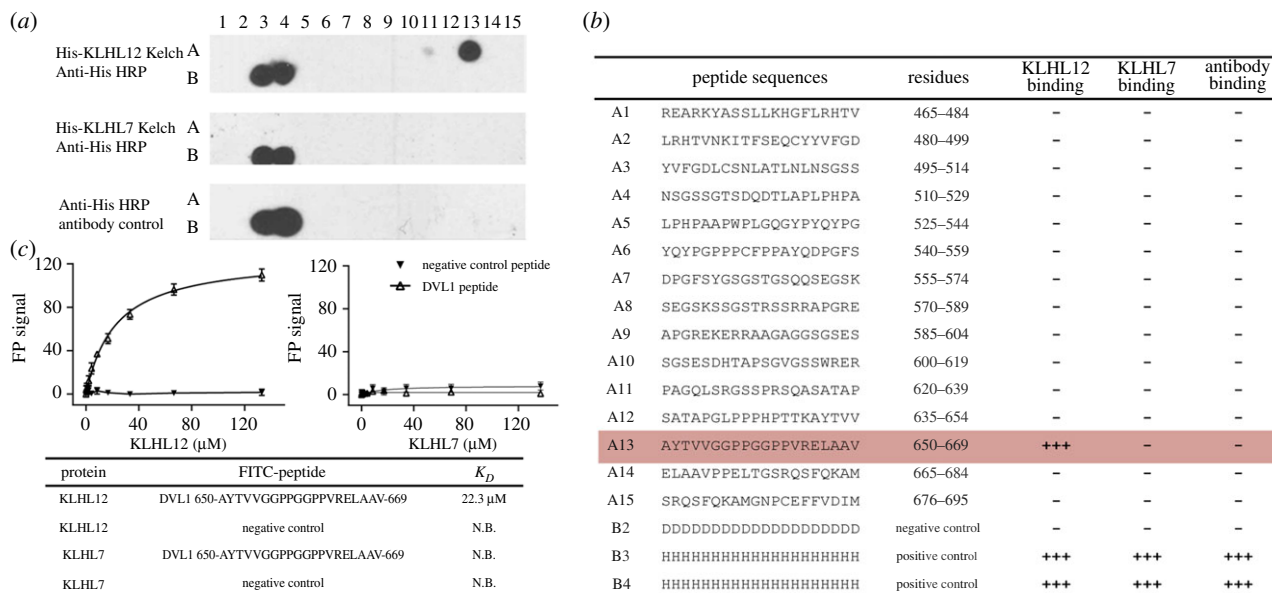 (a)
1 2 3 4 5 6 7 8 9 10 11 12 13 14 15
His-KLHL12 Kelch
Anti-His HRP
A
B
His-KLHL7 Kelch
Anti-His HRP
A
B
Anti-His HRP
antibody control
A
B
(c)
120
80
40
0
FP signal
0 40 80 120
KLHL12 (µM)
120
80
40
0
FP signal
0 40 80 120
KLHL7 (µM)
negative control peptide
DVL1 peptide
protein FITC-peptide KD
KLHL12 DVL1 650-AYTVVGGPPGGPPVRELAAV-669 22.3 µM
KLHL12 negative control N.B.
KLHL7 DVL1 650-AYTVVGGPPGGPPVRELAAV-669 N.B.
KLHL7 negative control N.B.
(b)
peptide sequences residues KLHL12 binding KLHL7 binding antibody binding
A1 REARKYASSLLKHGFLRHTV 465–484 – – –
A2 LRHTVNKITFSEQCYYVFGD 480–499 – – –
A3 YVFGDLCSNLATLNLNSGSS 495–514 – – –
A4 NSGSSGTSDQDTLAPLPHPA 510–529 – – –
A5 LPHPAAPWPLGQGYPYQYPG 525–544 – – –
A6 YQYPGPPPCFPPAYQDPGFS 540–559 – – –
A7 DPGFSYGSGSTGSQQSEGSK 555–574 – – –
A8 SEGSKSSGSTRSSRRAPGRE 570–589 – – –
A9 APGREKERRAAGAGGSGSES 585–604 – – –
A10 SGSESDHTAPSGVGSSWRER 600–619 – – –
A11 PAGQLSRGSSPRSQASATAP 620–639 – – –
A12 SATAPGLPPPHPTTKAYTVV 635–654 – – –
A13 AYTVVGGPPGGPPVRELAAV 650–669 +++ – –
A14 ELAAVPPELTGSRQSFQKAM 665–684 – – –
A15 SRQSFQKAMGNPCEFFVDIM 676–695 – – –
B2 DDDDDDDDDDDDDDDDDDDD negative control – – –
B3 HHHHHHHHHHHHHHHHHHHH positive control +++ +++ +++
B4 HHHHHHHHHHHHHHHHHHHH positive control +++ +++ +++